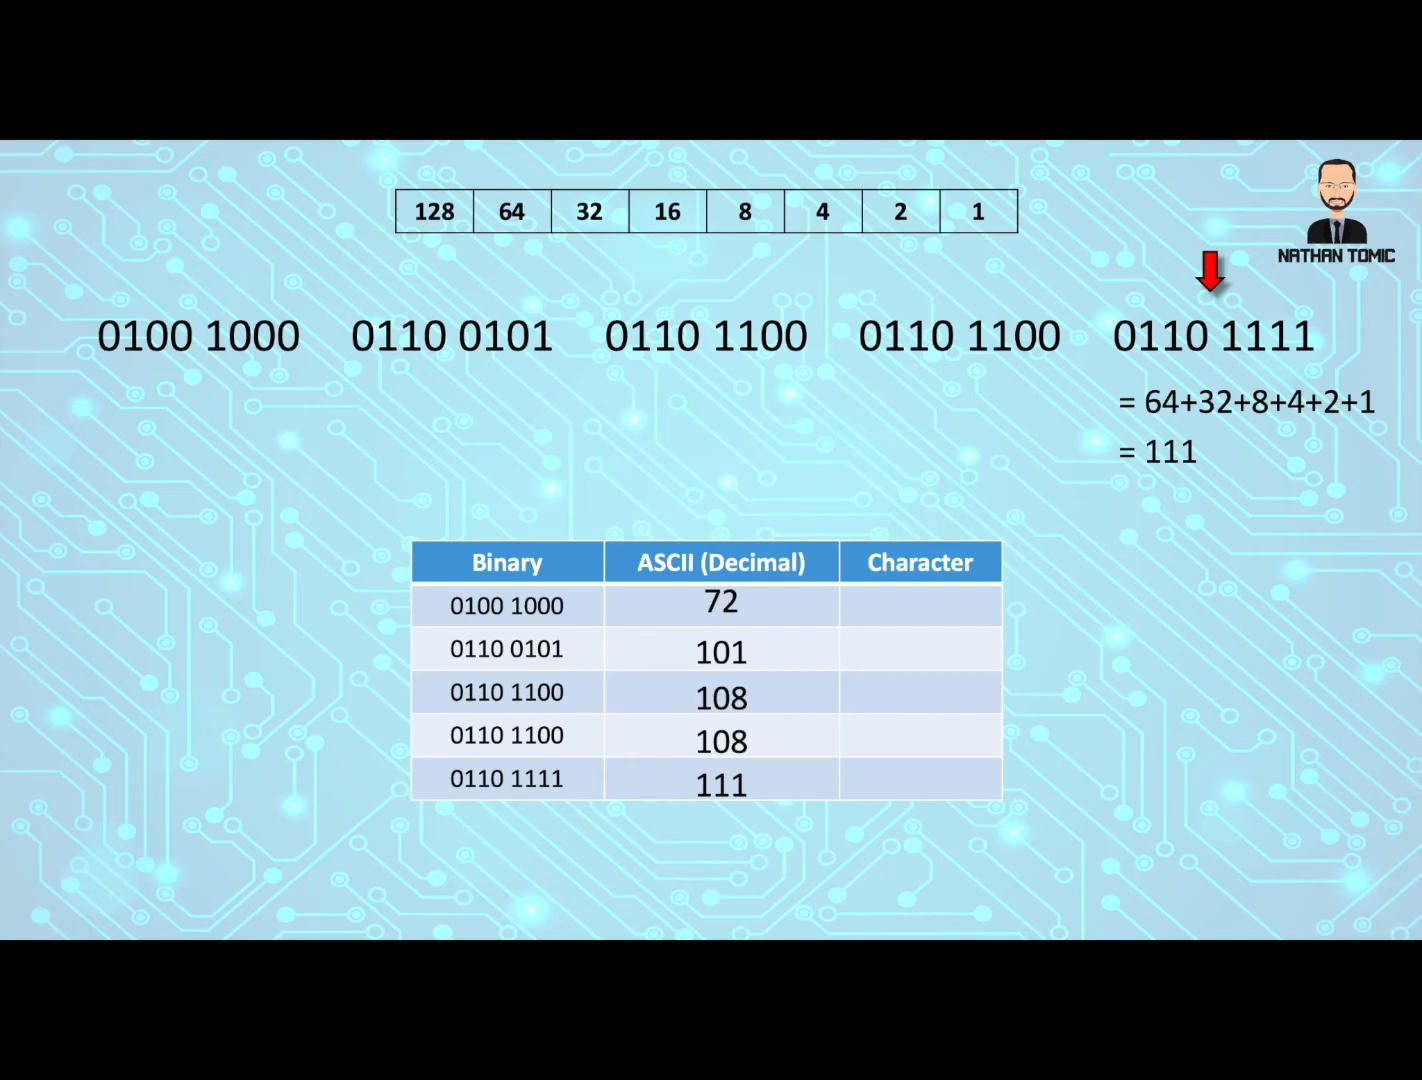 128 64 32 16 8 4 2 1
NATHAN TOMIC
0100 1000 0110 0101 0110 1100 0110 1100 0110 1111
= 64+32+8+4+2+1
= 111
Binary ASCII (Decimal) Character
0100 1000 72
0110 0101 101
0110 1100 108
0110 1100 108
0110 1111 111